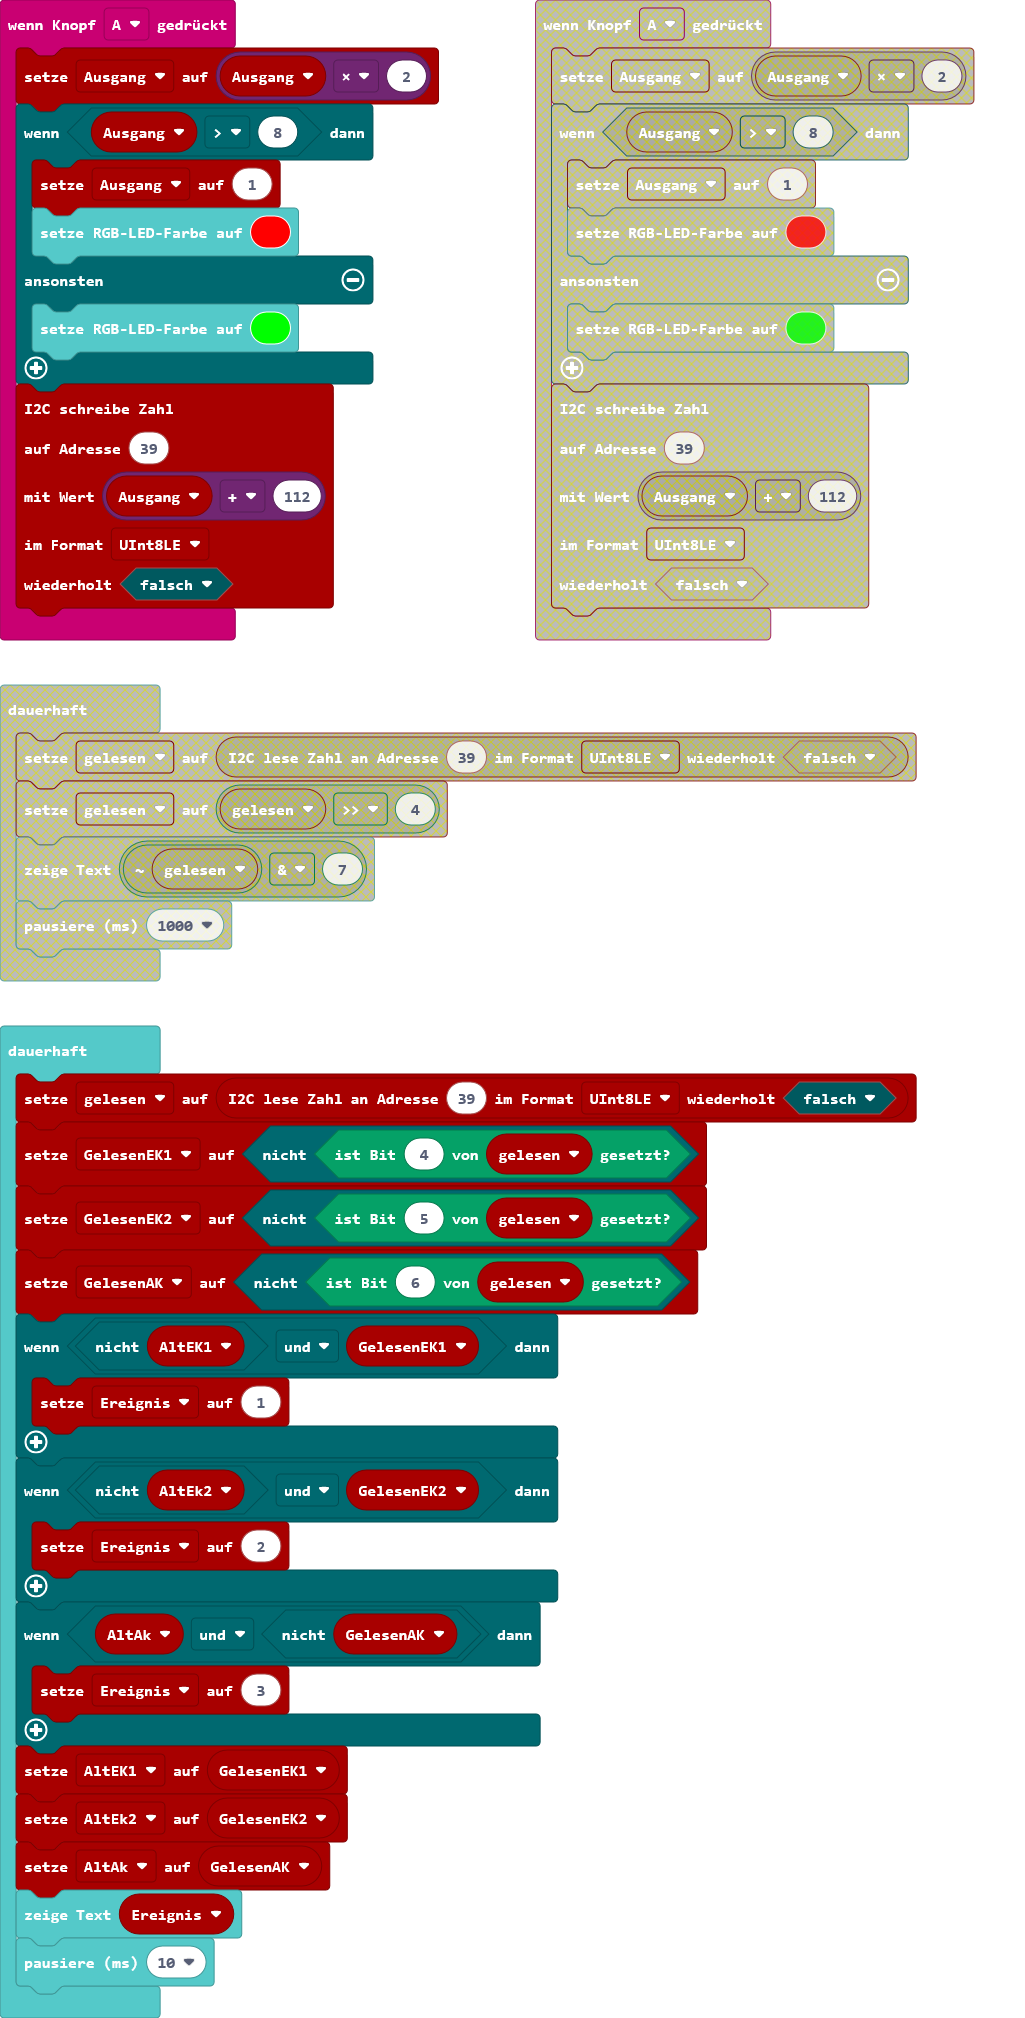 wenn Knopf A gedrückt
setze Ausgang auf Ausgang × 2
wenn Ausgang > 8 dann
setze Ausgang auf 1
setze RGB-LED-Farbe auf
ansonsten
setze RGB-LED-Farbe auf
I2C schreibe Zahl
auf Adresse 39
mit Wert Ausgang + 112
im Format UInt8LE
wiederholt falsch
wenn Knopf A gedrückt
setze Ausgang auf Ausgang × 2
wenn Ausgang > 8 dann
setze Ausgang auf 1
setze RGB-LED-Farbe auf
ansonsten
setze RGB-LED-Farbe auf
I2C schreibe Zahl
auf Adresse 39
mit Wert Ausgang + 112
im Format UInt8LE
wiederholt falsch
dauerhaft
setze gelesen auf I2C lese Zahl an Adresse 39 im Format UInt8LE wiederholt falsch
setze gelesen auf gelesen >> 4
zeige Text ~ gelesen & 7
pausiere (ms) 1000
dauerhaft
setze gelesen auf I2C lese Zahl an Adresse 39 im Format UInt8LE wiederholt falsch
setze GelesenEK1 auf nicht ist Bit 4 von gelesen gesetzt?
setze GelesenEK2 auf nicht ist Bit 5 von gelesen gesetzt?
setze GelesenAK auf nicht ist Bit 6 von gelesen gesetzt?
wenn nicht AltEK1 und GelesenEK1 dann
setze Ereignis auf 1
wenn nicht AltEk2 und GelesenEK2 dann
setze Ereignis auf 2
wenn AltAk und nicht GelesenAK dann
setze Ereignis auf 3
setze AltEK1 auf GelesenEK1
setze AltEk2 auf GelesenEK2
setze AltAk auf GelesenAK
zeige Text Ereignis
pausiere (ms) 10